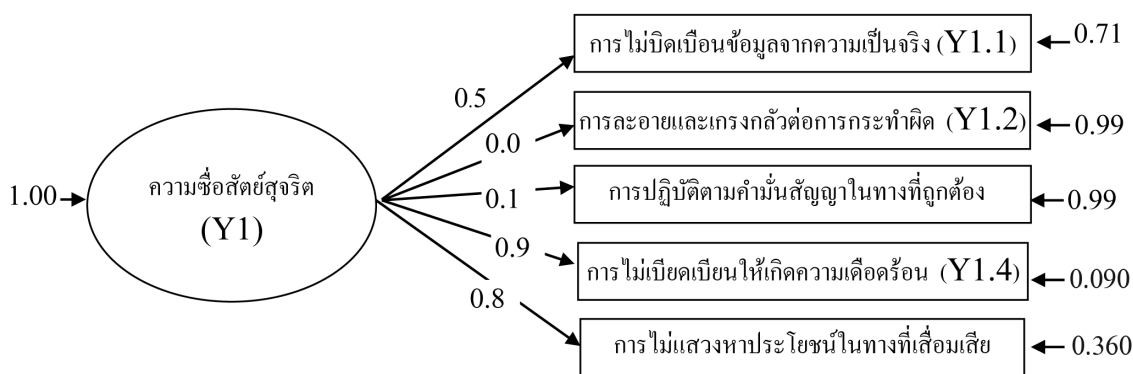 การไม่บิดเบือนข้อมูลจากความเป็นจริง (Y1.1)
0.71
0.5
การละอายและเกรงกลัวต่อการกระทำผิด (Y1.2)
0.99
0.0
ความซื่อสัตย์สุจริต
(Y1)
1.00
การปฏิบัติตามคำมั่นสัญญาในทางที่ถูกต้อง
0.99
0.1
0.9
การไม่เบียดเบียนให้เกิดความเดือดร้อน (Y1.4)
0.090
0.8
การไม่แสวงหาประโยชน์ในทางที่เสื่อมเสีย
0.360